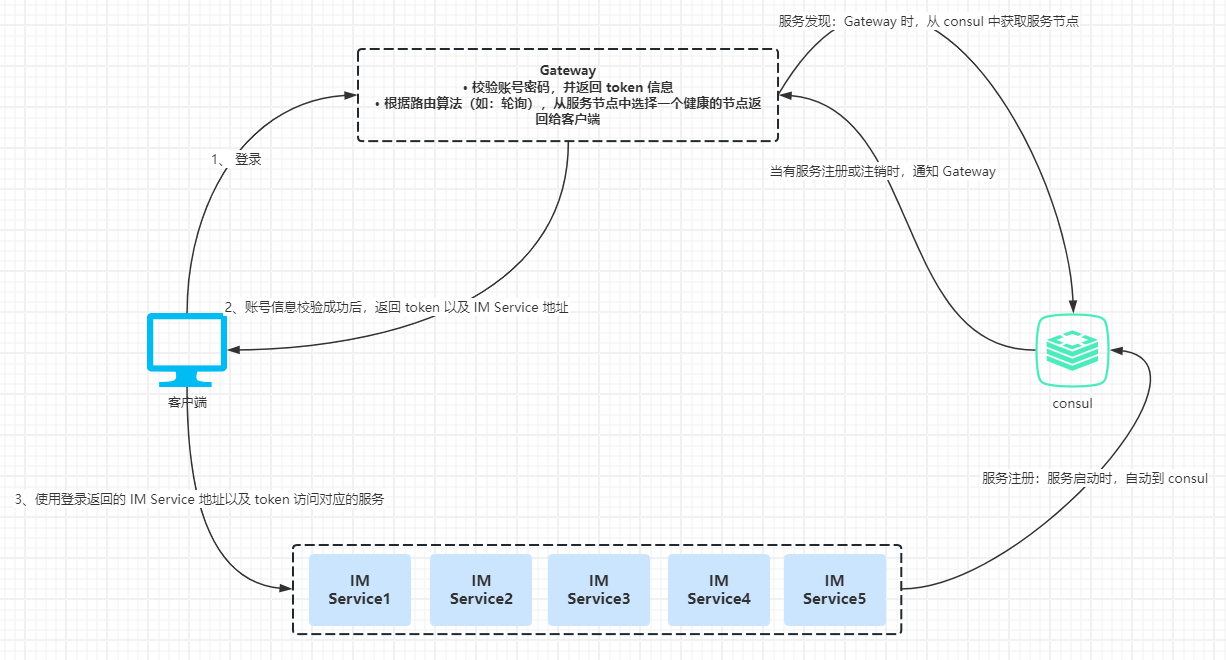 服务发现：Gateway 时，从 consul 中获取服务节点
Gateway
• 校验账号密码，并返回 token 信息
• 根据路由算法（如：轮询），从服务节点中选择一个健康的节点返
回给客户端
1、 登录
当有服务注册或注销时，通知 Gateway
2、账号信息校验成功后，返回 token 以及 IM Service 地址
客户端
consul
服务注册：服务启动时，自动到 consul
3、使用登录返回的 IM Service 地址以及 token 访问对应的服务
IM
Service1
IM
Service2
IM
Service3
IM
Service4
IM
Service5